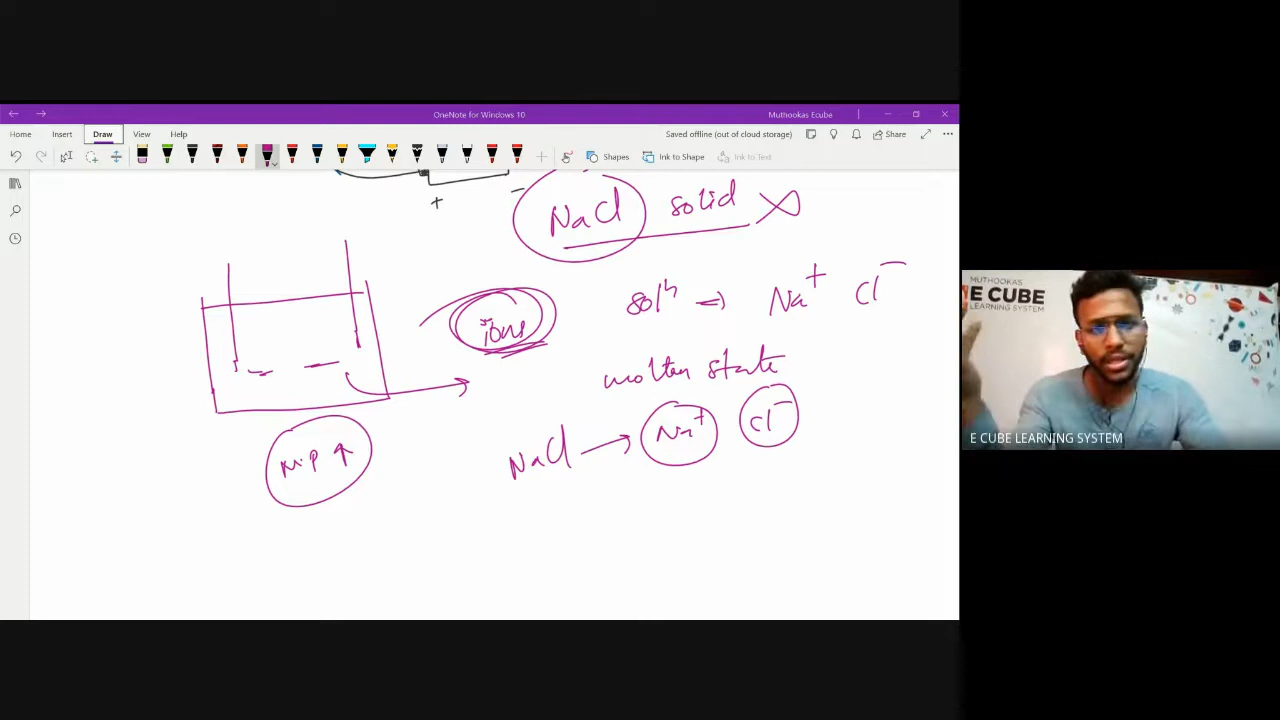 OneNote for Windows 10
Muthookas Ecube
Home Insert Draw View Help
Saved offline (out of cloud storage)
Share
Shapes
Ink to Shape
Ink to Text
+
−
NaCl solid X
solⁿ ⇒ Na⁺ Cl⁻
ions
molten state
NaCl → Na⁺ Cl⁻
M.P ↑
MUTHOOKAS
E CUBE
LEARNING SYSTEM
E CUBE LEARNING SYSTEM